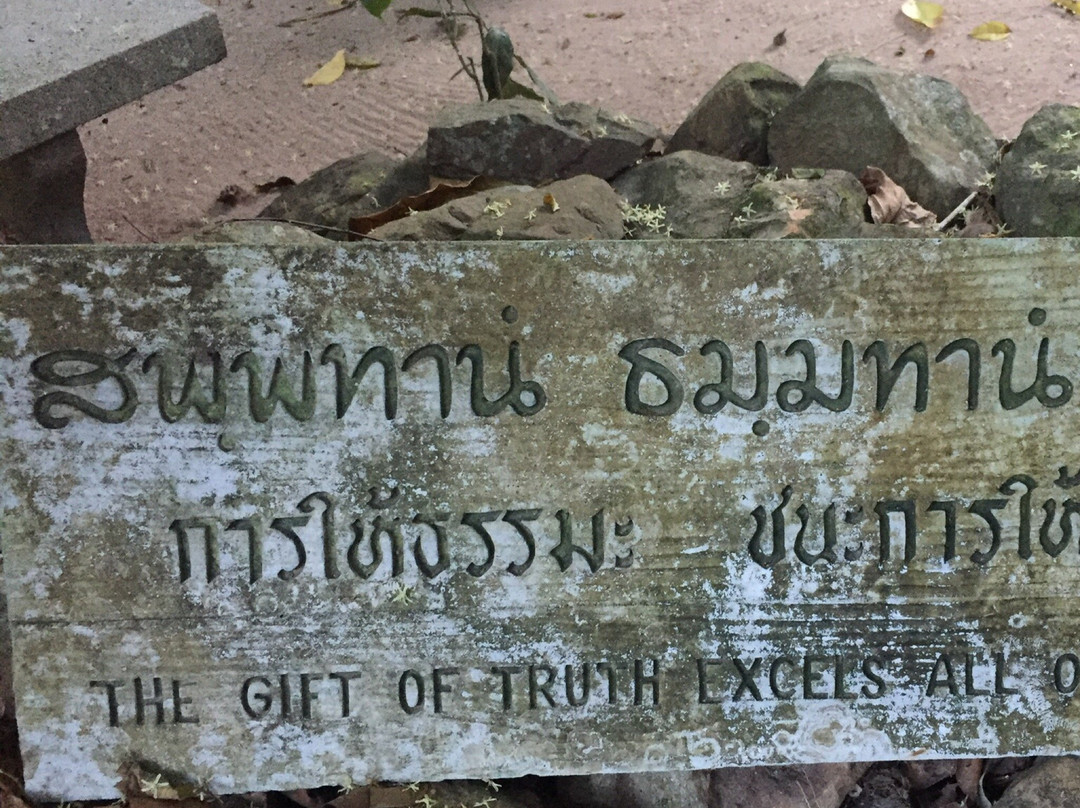 สพฺพทานํ ธมฺมทานํ
การให้ธรรมะ ชนะการให้
THE GIFT OF TRUTH EXCELS ALL O